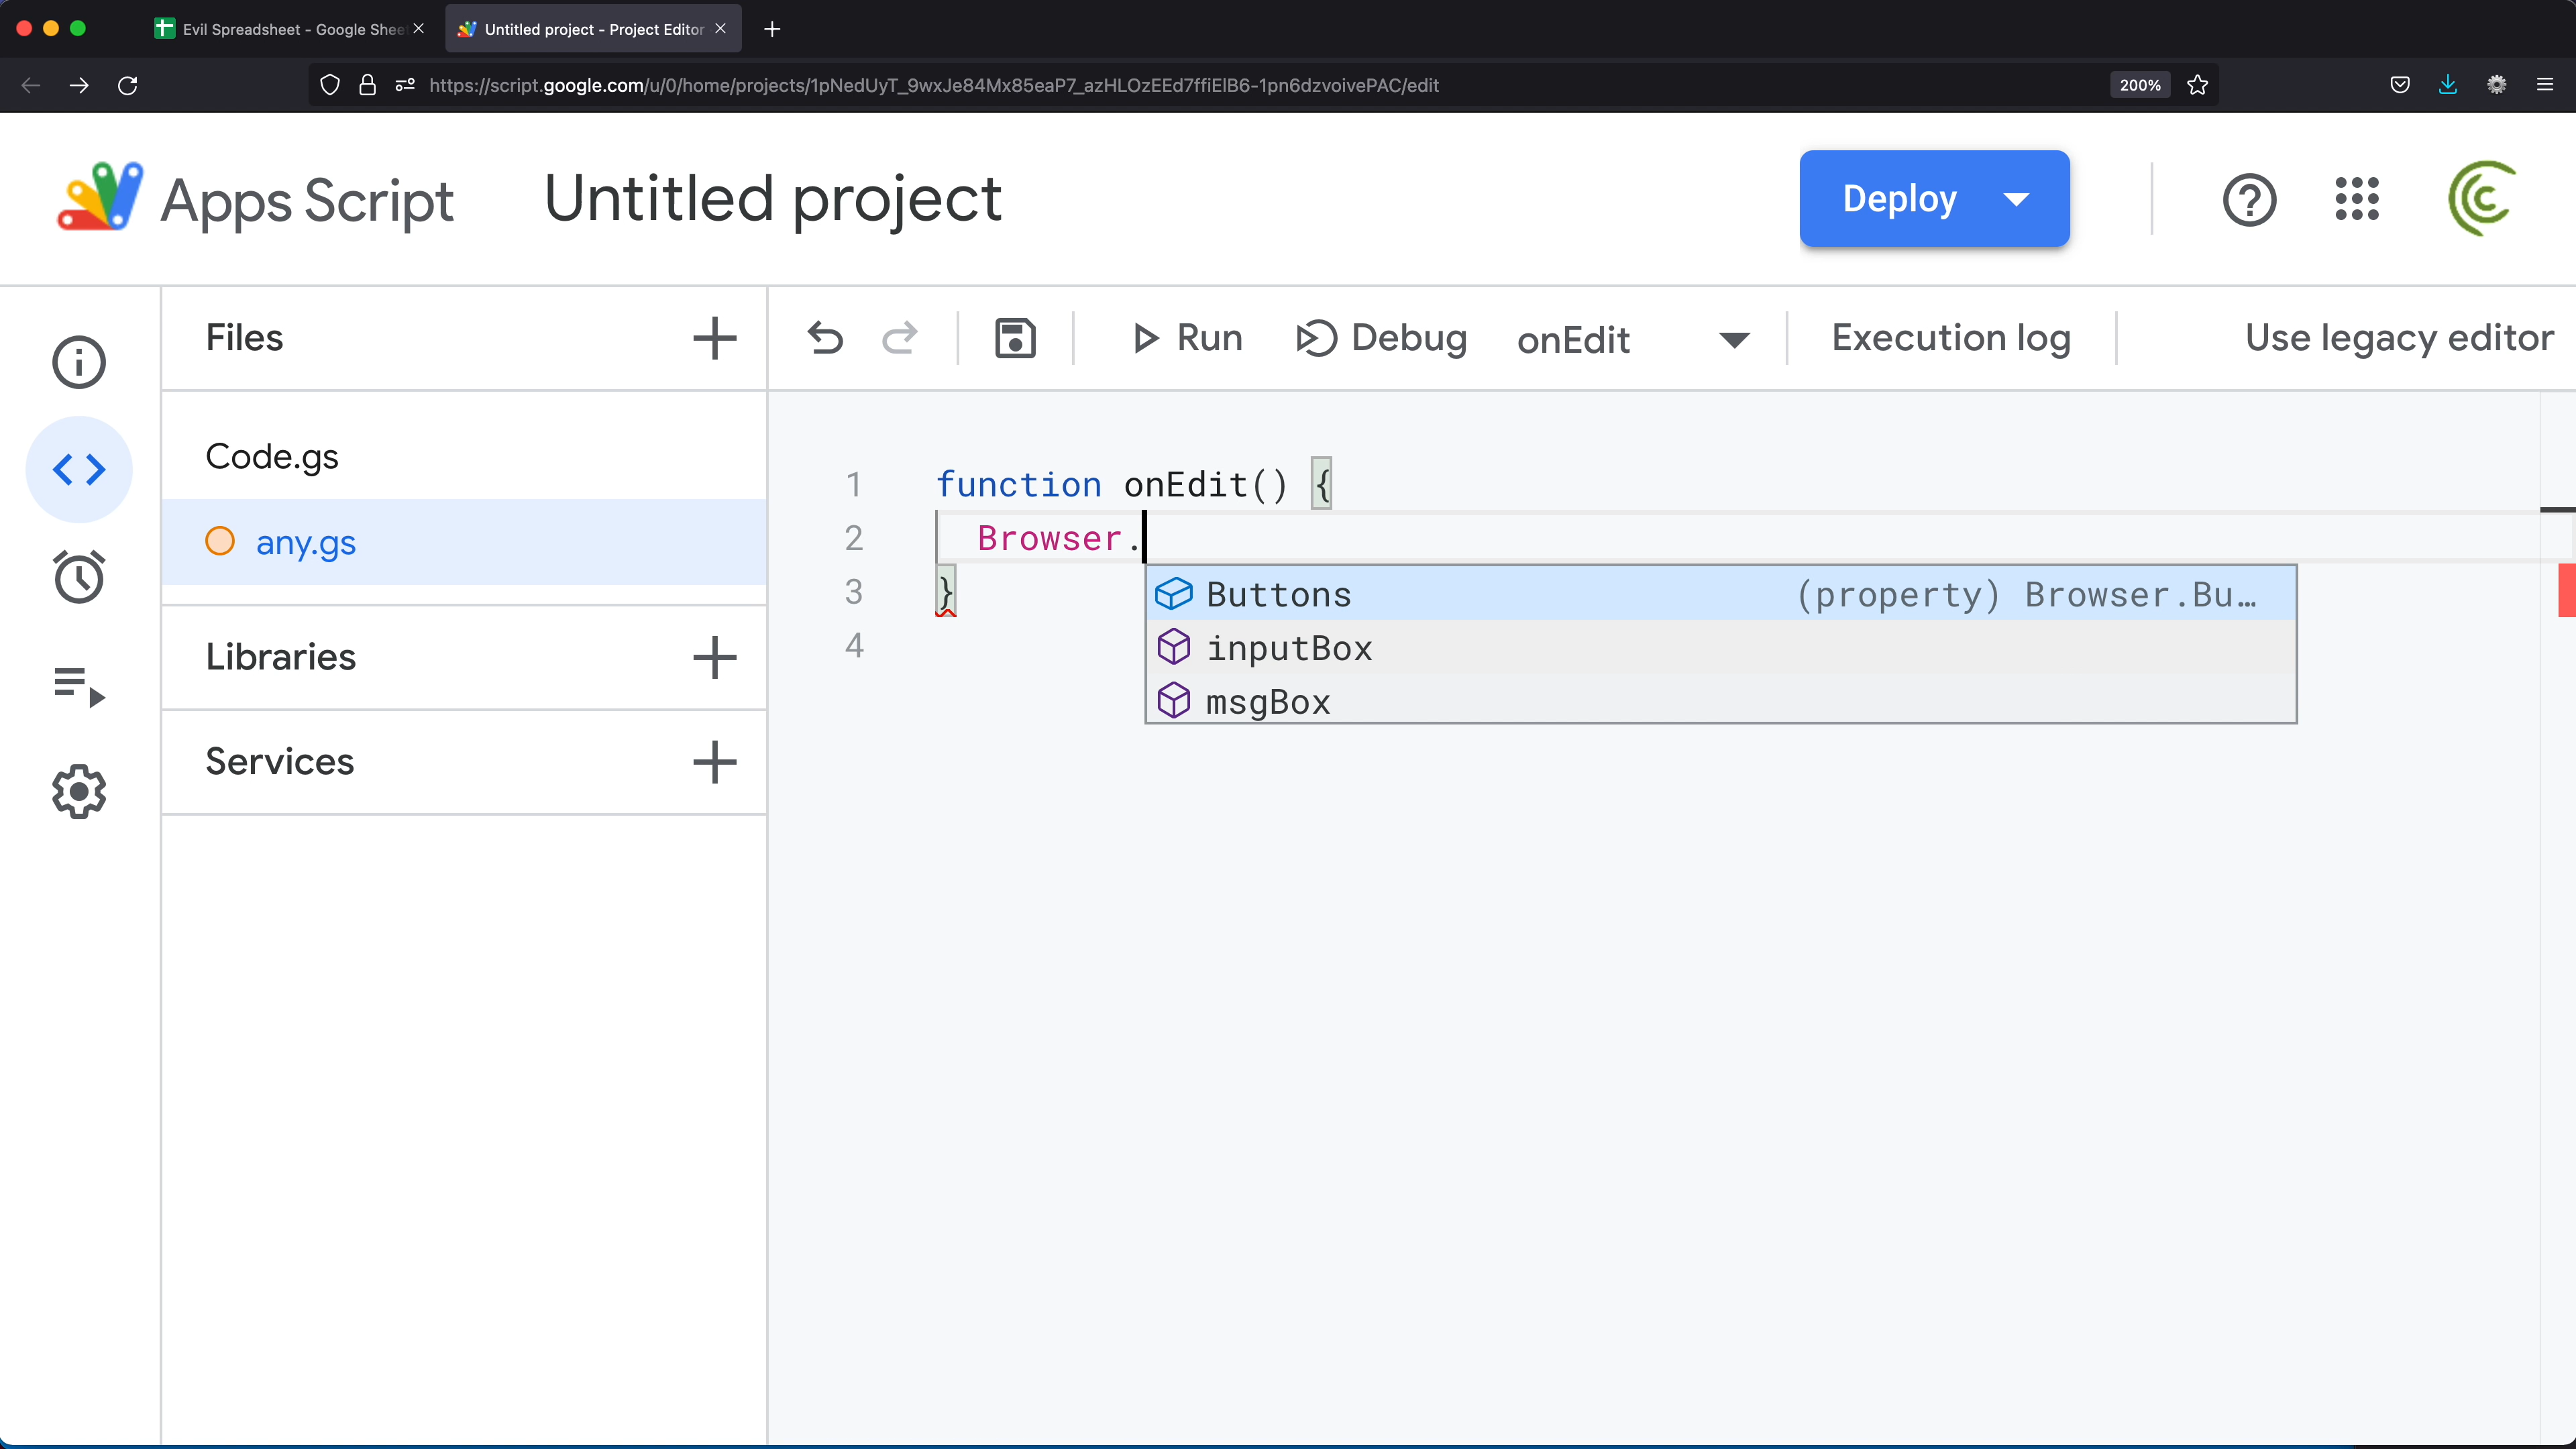 Evil Spreadsheet - Google Shee
Untitled project - Project Editor
https://script.google.com/u/0/home/projects/1pNedUyT_9wxJe84Mx85eaP7_azHLOzEEd7ffiElB6-1pn6dzvoivePAC/edit
200%
Apps Script
Untitled project
Deploy
Files
Run
Debug
onEdit
Execution log
Use legacy editor
Code.gs
any.gs
Libraries
Services
1 function onEdit() {
2 Browser.
3 }
4
Buttons (property) Browser.Bu…
inputBox
msgBox